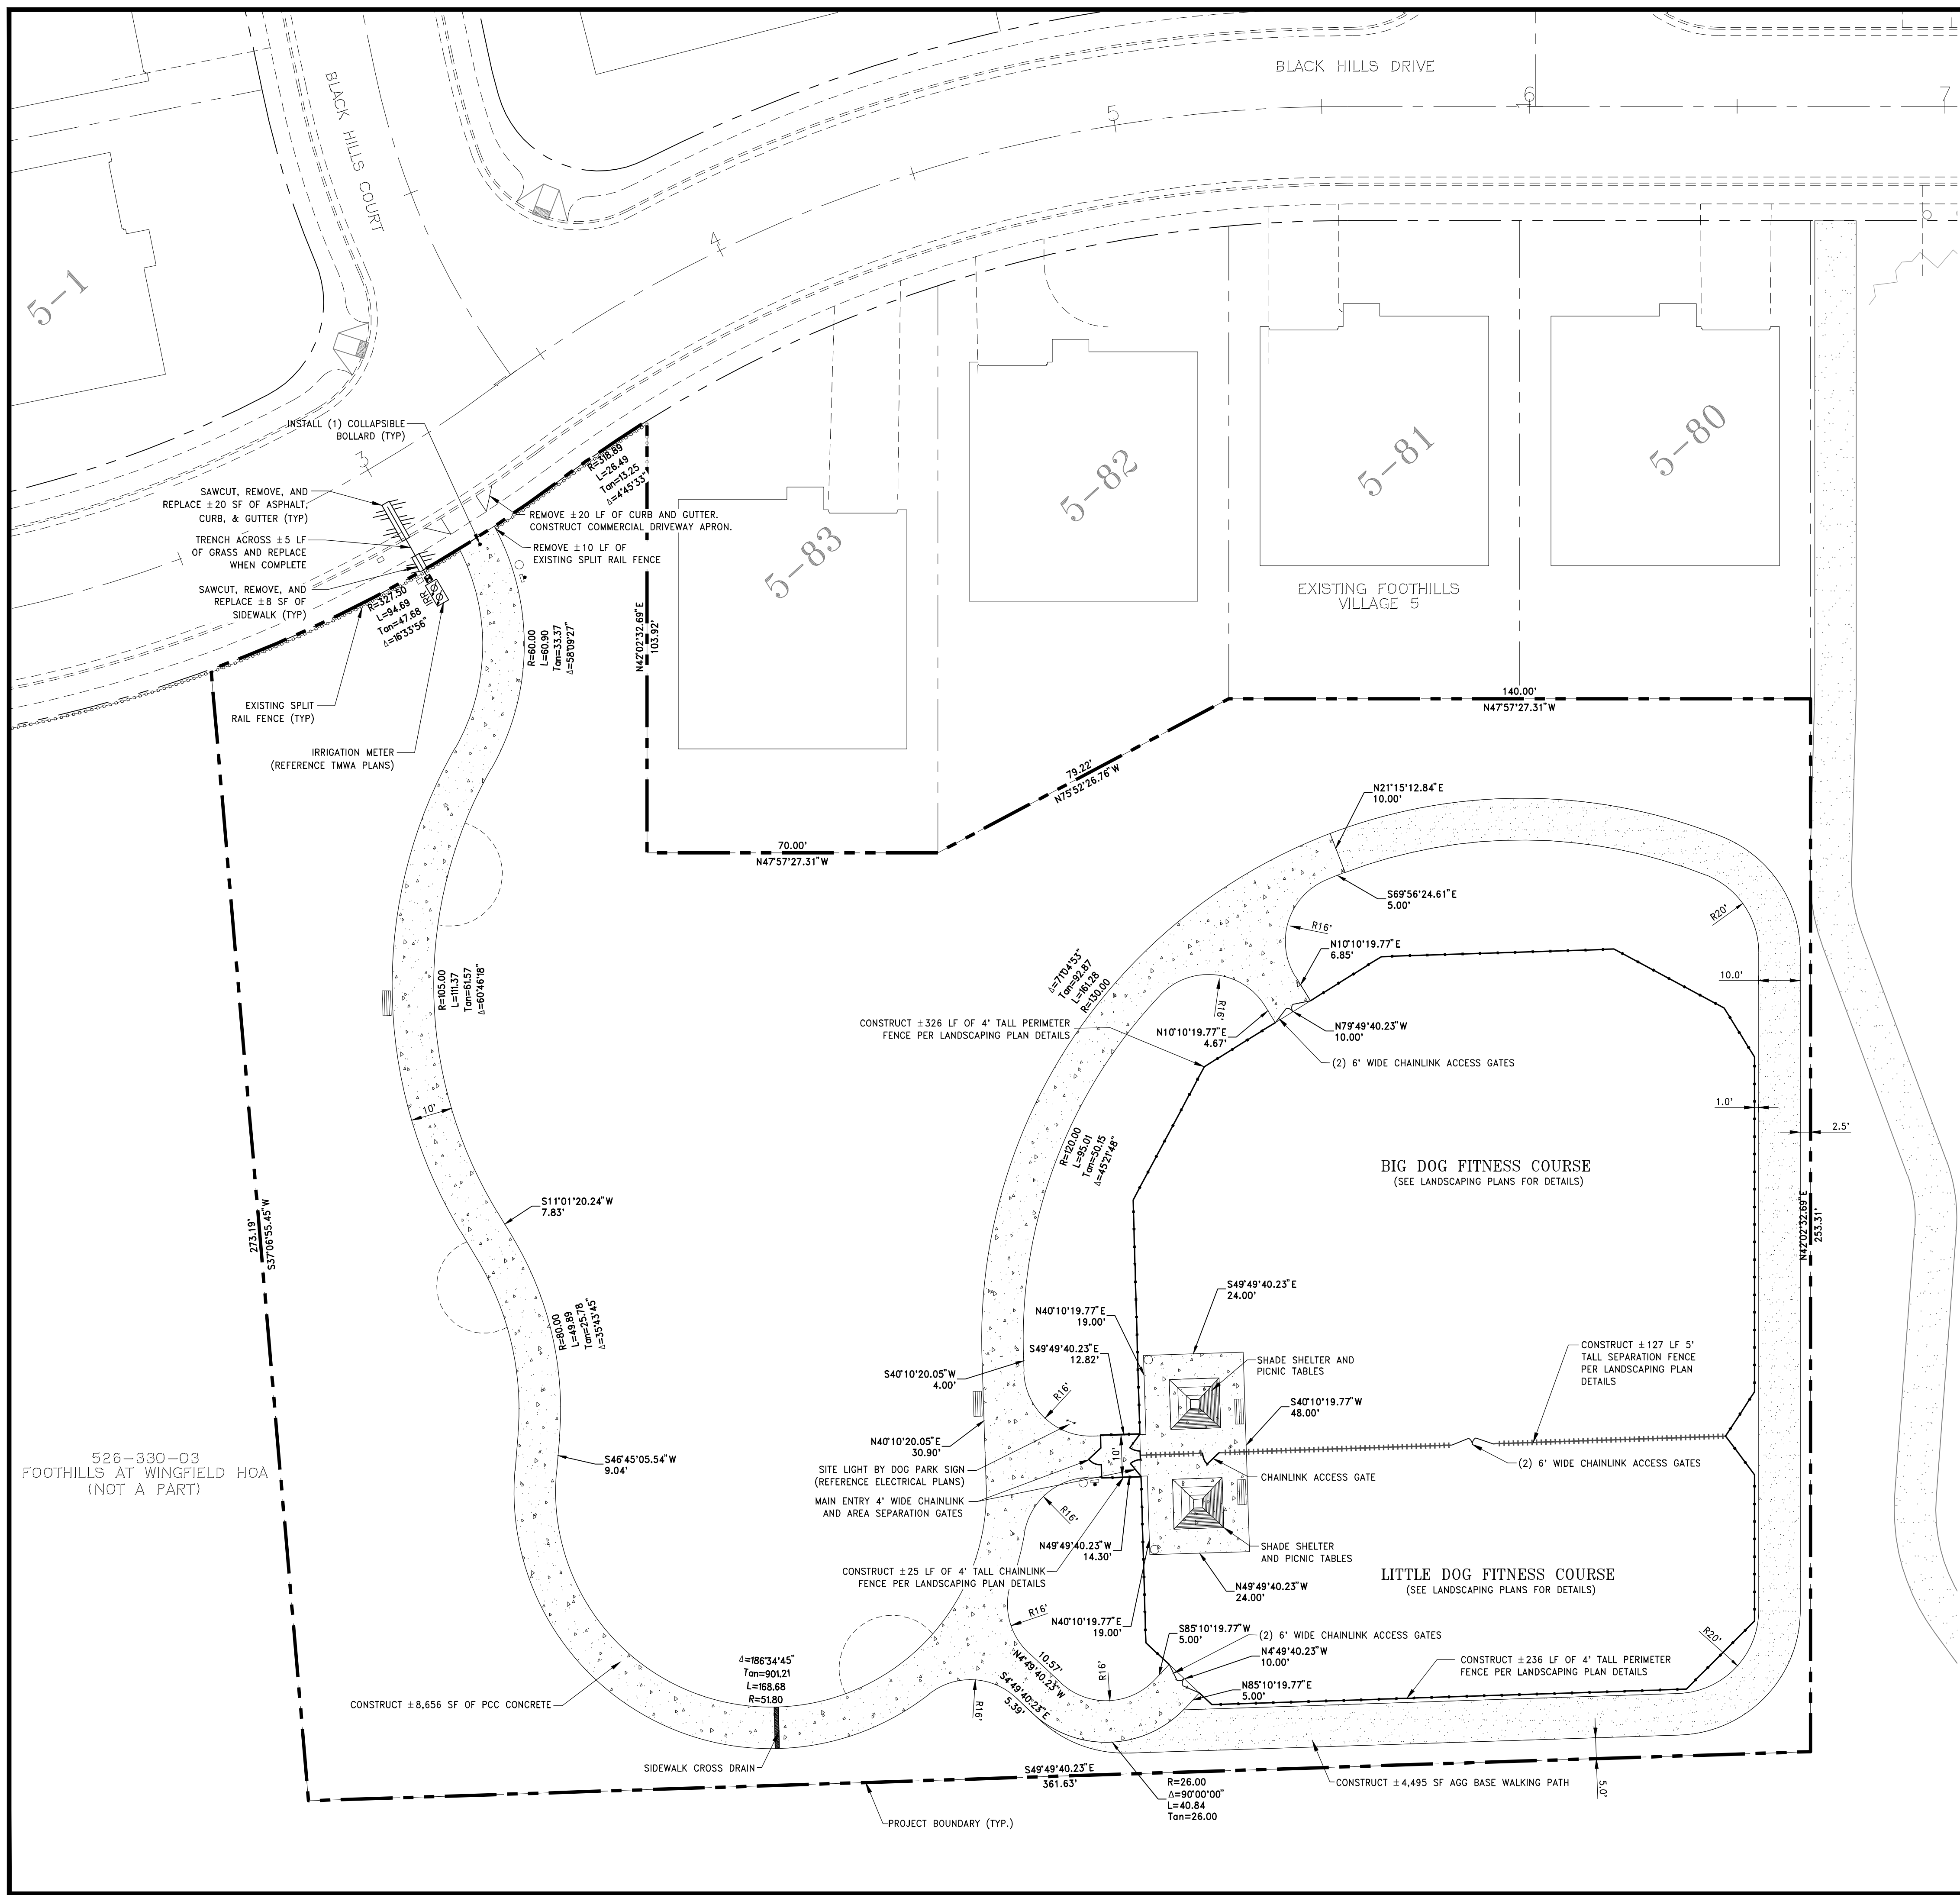 BLACK HILLS DRIVE
BLACK HILLS COURT
3
4
5
6
7
6
5-1
5-83
5-82
5-81
5-80
EXISTING FOOTHILLS
VILLAGE 5
INSTALL (1) COLLAPSIBLE
BOLLARD (TYP)
SAWCUT, REMOVE, AND
REPLACE ±20 SF OF ASPHALT,
CURB, & GUTTER (TYP)
TRENCH ACROSS ±5 LF
OF GRASS AND REPLACE
WHEN COMPLETE
SAWCUT, REMOVE, AND
REPLACE ±8 SF OF
SIDEWALK (TYP)
R=318.89
L=26.49
Tan=13.25
Δ=4°45'33"
REMOVE ±20 LF OF CURB AND GUTTER.
CONSTRUCT COMMERCIAL DRIVEWAY APRON.
REMOVE ±10 LF OF
EXISTING SPLIT RAIL FENCE
IRR
R=327.50
L=94.69
Tan=47.68
Δ=16°33'56"
R=60.00
L=60.90
Tan=33.37
Δ=58°09'27"
N42°02'32.69"E
103.92'
EXISTING SPLIT
RAIL FENCE (TYP)
IRRIGATION METER
(REFERENCE TMWA PLANS)
140.00'
N47°57'27.31"W
79.22'
N75°52'26.76"W
70.00'
N47°57'27.31"W
N21°15'12.84"E
10.00'
S69°56'24.61"E
5.00'
R20'
R16'
N10°10'19.77"E
6.85'
10.0'
R=105.00
L=111.37
Tan=61.57
Δ=60°46'18"
Δ=71°04'53"
Tan=92.87
L=161.28
R=130.00
R16'
CONSTRUCT ±326 LF OF 4' TALL PERIMETER
FENCE PER LANDSCAPING PLAN DETAILS
N10°10'19.77"E
4.67'
N79°49'40.23"W
10.00'
(2) 6' WIDE CHAINLINK ACCESS GATES
10'
1.0'
2.5'
R=120.00
L=95.01
Tan=50.15
Δ=45°21'48"
BIG DOG FITNESS COURSE
(SEE LANDSCAPING PLANS FOR DETAILS)
S11°01'20.24"W
7.83'
273.19'
S37°06'55.45"W
N42°02'32.69"E
253.31'
R=80.00
L=49.89
Tan=25.78
Δ=35°43'45"
S49°49'40.23"E
24.00'
N40°10'19.77"E
19.00'
S49°49'40.23"E
12.82'
SHADE SHELTER AND
PICNIC TABLES
CONSTRUCT ±127 LF 5'
TALL SEPARATION FENCE
PER LANDSCAPING PLAN
DETAILS
S40°10'20.05"W
4.00'
R16'
S40°10'19.77"W
48.00'
N40°10'20.05"E
30.90'
10'
526-330-03
FOOTHILLS AT WINGFIELD HOA
(NOT A PART)
S46°45'05.54"W
9.04'
SITE LIGHT BY DOG PARK SIGN
(REFERENCE ELECTRICAL PLANS)
CHAINLINK ACCESS GATE
(2) 6' WIDE CHAINLINK ACCESS GATES
MAIN ENTRY 4' WIDE CHAINLINK
AND AREA SEPARATION GATES
R16'
N49°49'40.23"W
14.30'
SHADE SHELTER
AND PICNIC TABLES
CONSTRUCT ±25 LF OF 4' TALL CHAINLINK
FENCE PER LANDSCAPING PLAN DETAILS
LITTLE DOG FITNESS COURSE
(SEE LANDSCAPING PLANS FOR DETAILS)
N49°49'40.23"W
24.00'
R16'
N40°10'19.77"E
19.00'
S85°10'19.77"W
5.00'
(2) 6' WIDE CHAINLINK ACCESS GATES
R20'
N4°49'40.23"W
10.00'
CONSTRUCT ±236 LF OF 4' TALL PERIMETER
FENCE PER LANDSCAPING PLAN DETAILS
10.57'
N4°49'40.23"W
S4°49'40.23"E
5.39'
R16'
N85°10'19.77"E
5.00'
Δ=186°34'45"
Tan=901.21
L=168.68
R=51.80
CONSTRUCT ±8,656 SF OF PCC CONCRETE
R16'
SIDEWALK CROSS DRAIN
S49°49'40.23"E
361.63'
R=26.00
Δ=90°00'00"
L=40.84
Tan=26.00
CONSTRUCT ±4,495 SF AGG BASE WALKING PATH
5.0'
PROJECT BOUNDARY (TYP.)